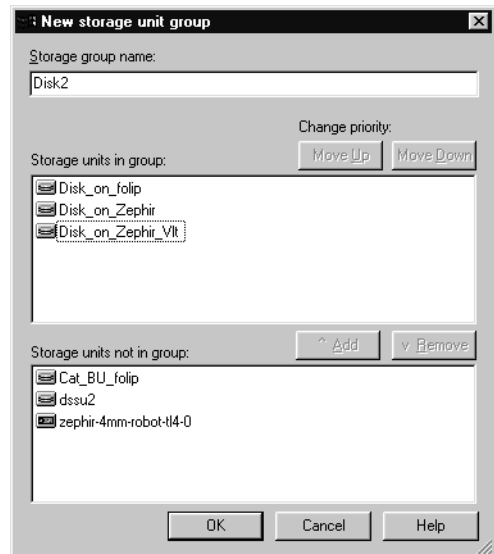 New storage unit group
Storage group name:
Disk2
Change priority:
Move Up Move Down
Storage units in group:
Disk_on_folip
Disk_on_Zephir
Disk_on_Zephir_Vlt
^ Add v Remove
Storage units not in group:
Cat_BU_folip
dssu2
zephir-4mm-robot-tl4-0
OK Cancel Help